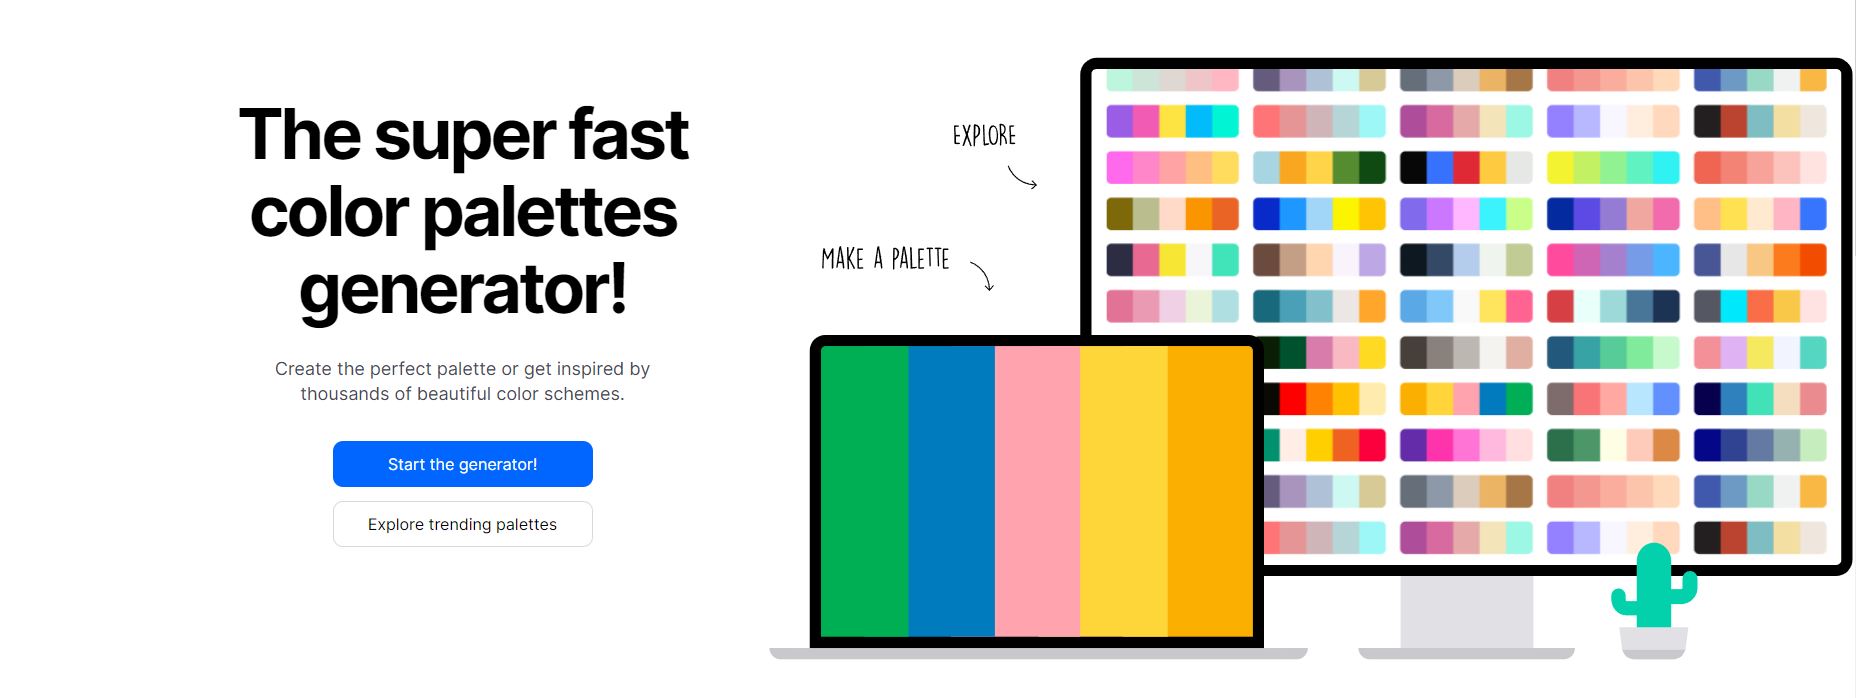 The super fast
color palettes
generator!
Create the perfect palette or get inspired by
thousands of beautiful color schemes.
Start the generator!
Explore trending palettes
EXPLORE
MAKE A PALETTE